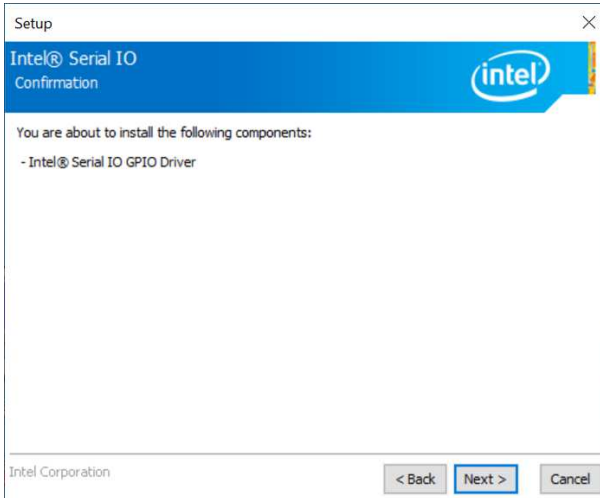 Setup
Intel® Serial IO
Confirmation
intel
You are about to install the following components:
- Intel® Serial IO GPIO Driver
Intel Corporation
< Back
Next >
Cancel